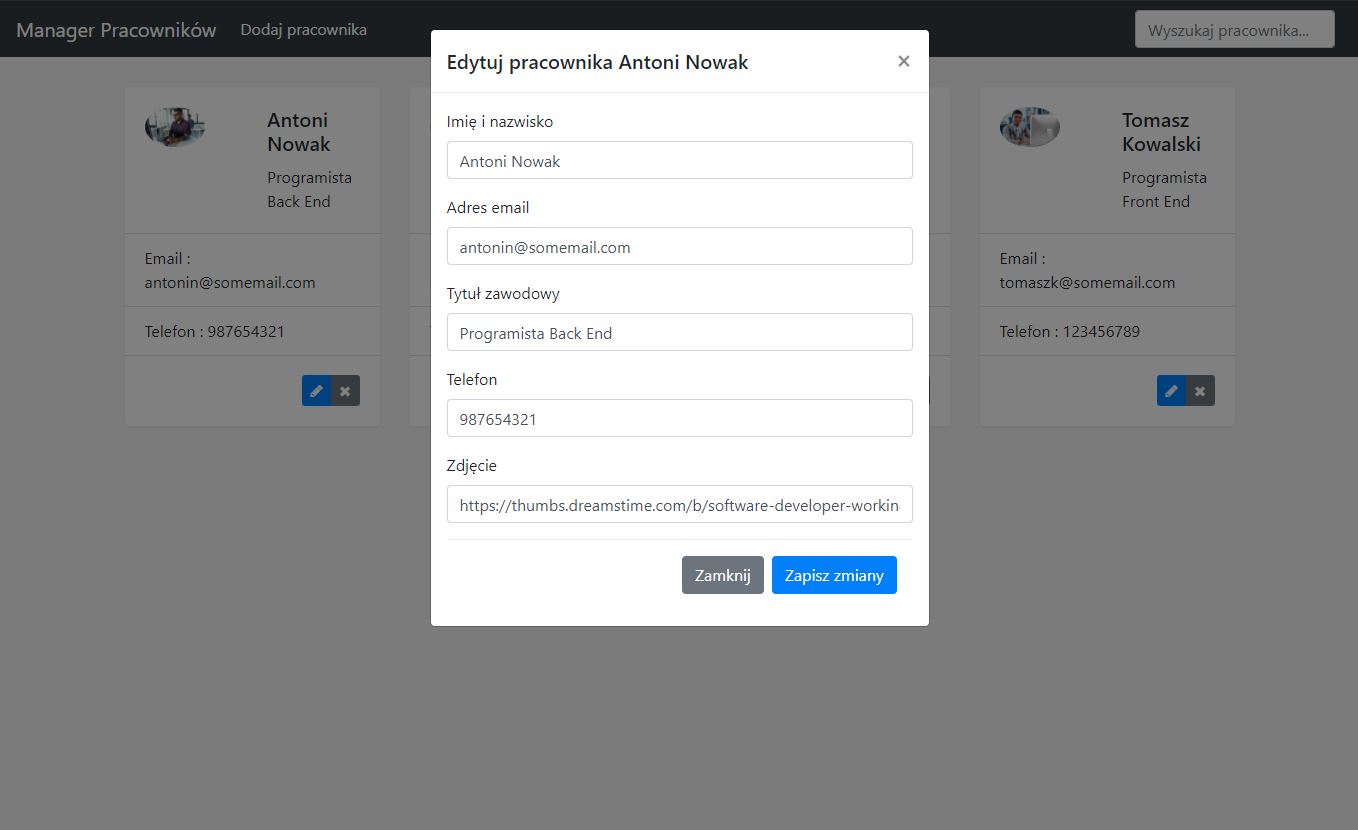 Manager Pracowników
Dodaj pracownika
Wyszukaj pracownika...
Edytuj pracownika Antoni Nowak
×
Imię i nazwisko
Antoni Nowak
Adres email
antonin@somemail.com
Tytuł zawodowy
Programista Back End
Telefon
987654321
Zdjęcie
https://thumbs.dreamstime.com/b/software-developer-workin
Zamknij
Zapisz zmiany
Antoni
Nowak
Programista
Back End
Email :
antonin@somemail.com
Telefon : 987654321
Tomasz
Kowalski
Programista
Front End
Email :
tomaszk@somemail.com
Telefon : 123456789